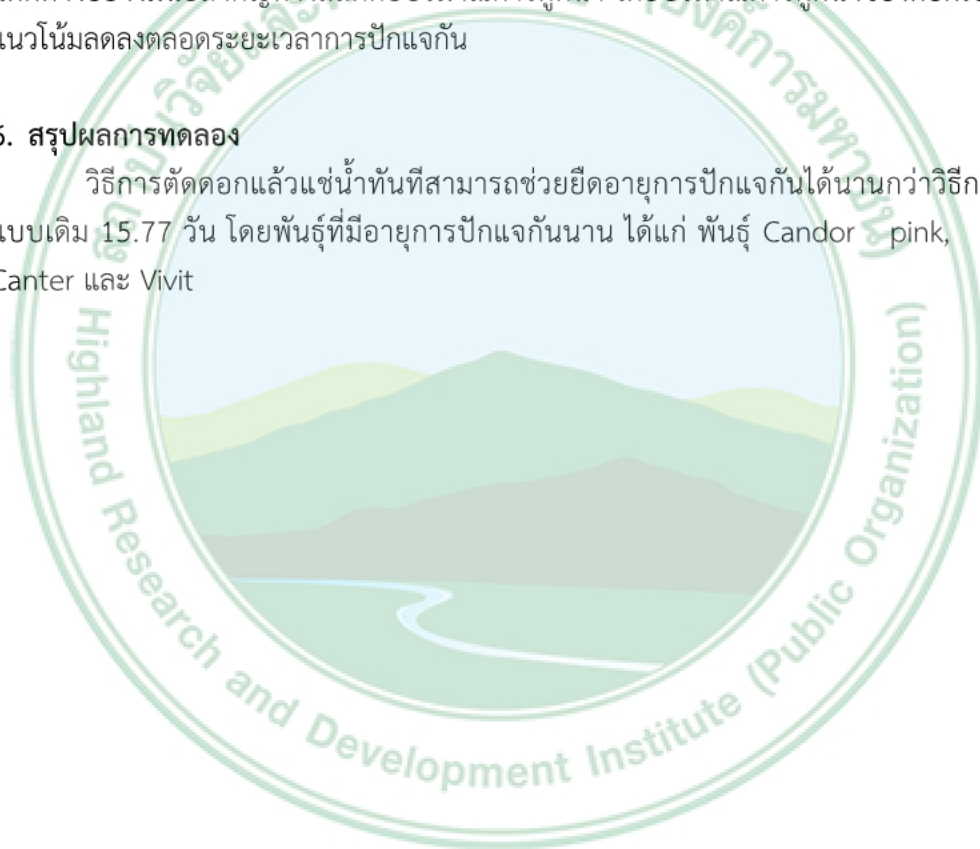 แนวโน้มลดลงตลอดระยะเวลาการปักแจกัน
สรุปผลการทดลอง
วิธีการตัดดอกแล้วแช่น้ำทันทีสามารถช่วยยืดอายุการปักแจกันได้นานกว่าวิธีก
แบบเดิม 15.77 วัน โดยพันธุ์ที่มีอายุการปักแจกันนาน ได้แก่ พันธุ์ Candor pink,
Canter และ Vivit
Highland Research and Development Institute (Public Organization)